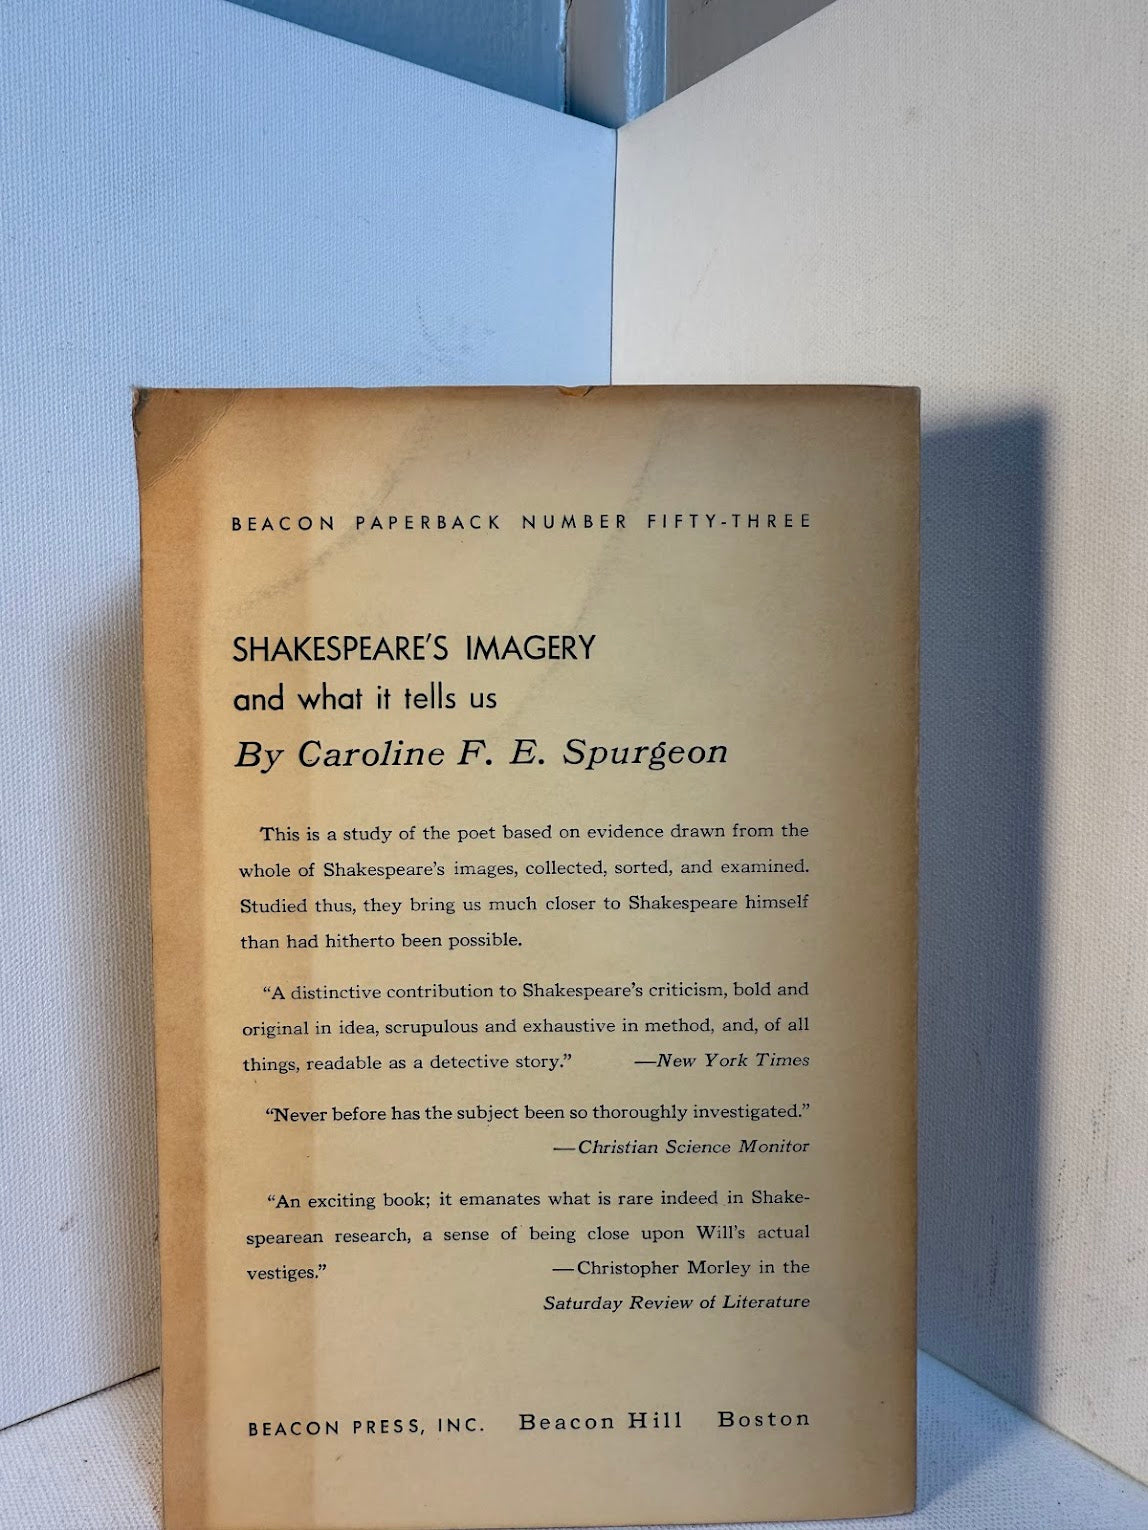 BEACON PAPERBACK NUMBER FIFTY-THREE
SHAKESPEARE'S IMAGERY
and what it tells us
By Caroline F. E. Spurgeon
This is a study of the poet based on evidence drawn from the
whole of Shakespeare's images, collected, sorted, and examined.
Studied thus, they bring us much closer to Shakespeare himself
than had hitherto been possible.
"A distinctive contribution to Shakespeare's criticism, bold and
original in idea, scrupulous and exhaustive in method, and, of all
things, readable as a detective story." —New York Times
"Never before has the subject been so thoroughly investigated."
—Christian Science Monitor
"An exciting book; it emanates what is rare indeed in Shake-
spearean research, a sense of being close upon Will's actual
vestiges." —Christopher Morley in the
Saturday Review of Literature
BEACON PRESS, INC. Beacon Hill Boston